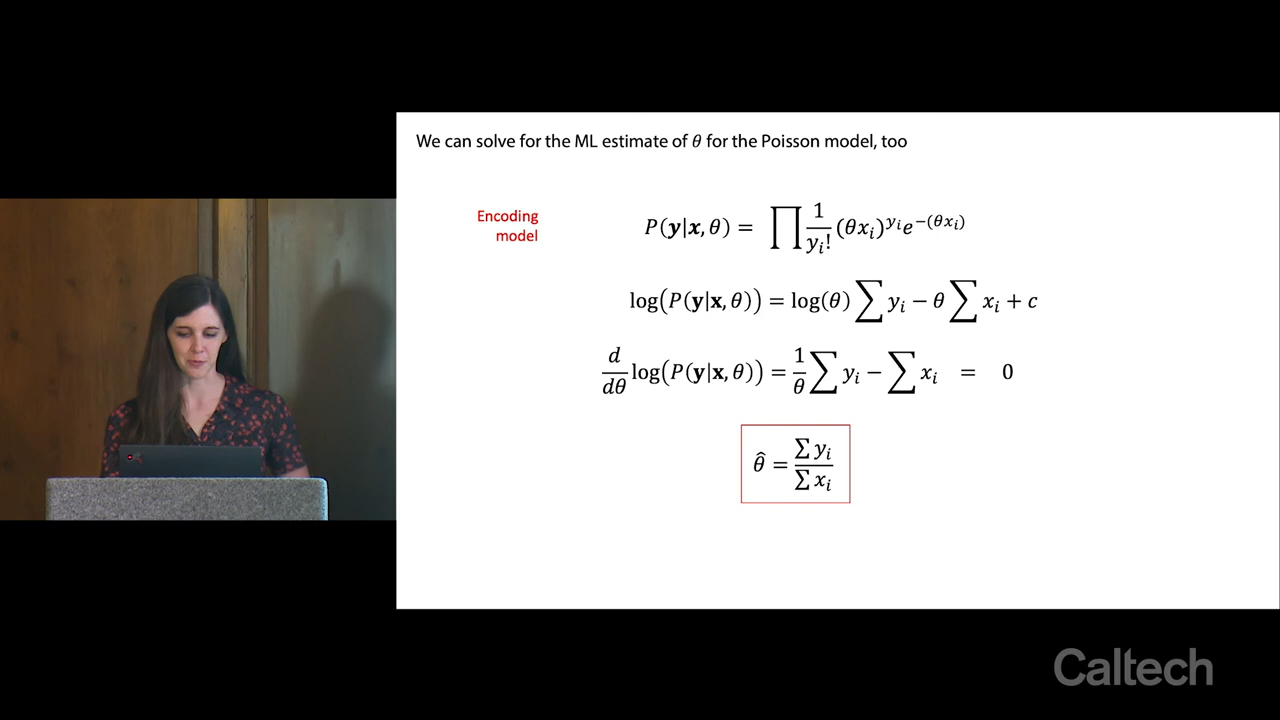 We can solve for the ML estimate of θ for the Poisson model, too
Encoding
model
P(y|x, θ) = ∏ 1/y_i! (θx_i)^{y_i} e^{−(θx_i)}
log(P(y|x, θ)) = log(θ) ∑ y_i − θ ∑ x_i + c
d/dθ log(P(y|x, θ)) = 1/θ ∑ y_i − ∑ x_i = 0
θ̂ = ∑ y_i / ∑ x_i
Caltech